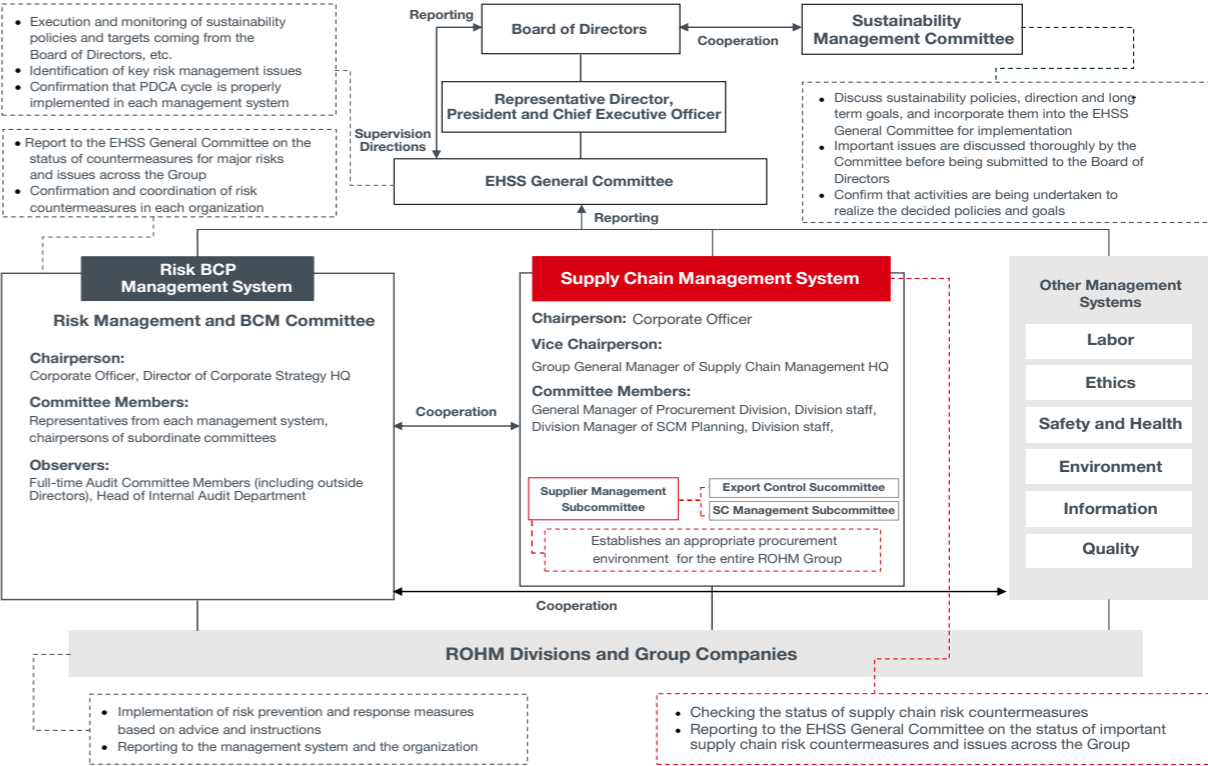 • Execution and monitoring of sustainability
policies and targets coming from the
Board of Directors, etc.
• Identification of key risk management issues
• Confirmation that PDCA cycle is properly
implemented in each management system
Reporting
Board of Directors
Cooperation
Sustainability
Management Committee
Representative Director,
President and Chief Executive Officer
Supervision
Directions
EHSS General Committee
Reporting
• Discuss sustainability policies, direction and long-
term goals, and incorporate them into the EHSS
General Committee for implementation
• Important issues are discussed thoroughly by the
Committee before being submitted to the Board of
Directors
• Confirm that activities are being undertaken to
realize the decided policies and goals
• Report to the EHSS General Committee on the
status of countermeasures for major risks
and issues across the Group
• Confirmation and coordination of risk
countermeasures in each organization
Risk BCP
Management System
Risk Management and BCM Committee
Chairperson:
Corporate Officer, Director of Corporate Strategy HQ
Committee Members:
Representatives from each management system,
chairpersons of subordinate committees
Observers:
Full-time Audit Committee Members (including outside
Directors), Head of Internal Audit Department
Cooperation
Supply Chain Management System
Chairperson: Corporate Officer
Vice Chairperson:
Group General Manager of Supply Chain Management HQ
Committee Members:
General Manager of Procurement Division, Division staff,
Division Manager of SCM Planning, Division staff,
Supplier Management
Subcommittee
Export Control Sucommittee
SC Management Subcommittee
Establishes an appropriate procurement
environment for the entire ROHM Group
Other Management
Systems
Labor
Ethics
Safety and Health
Environment
Information
Quality
Cooperation
ROHM Divisions and Group Companies
• Implementation of risk prevention and response measures
based on advice and instructions
• Reporting to the management system and the organization
• Checking the status of supply chain risk countermeasures
• Reporting to the EHSS General Committee on the status of important
supply chain risk countermeasures and issues across the Group